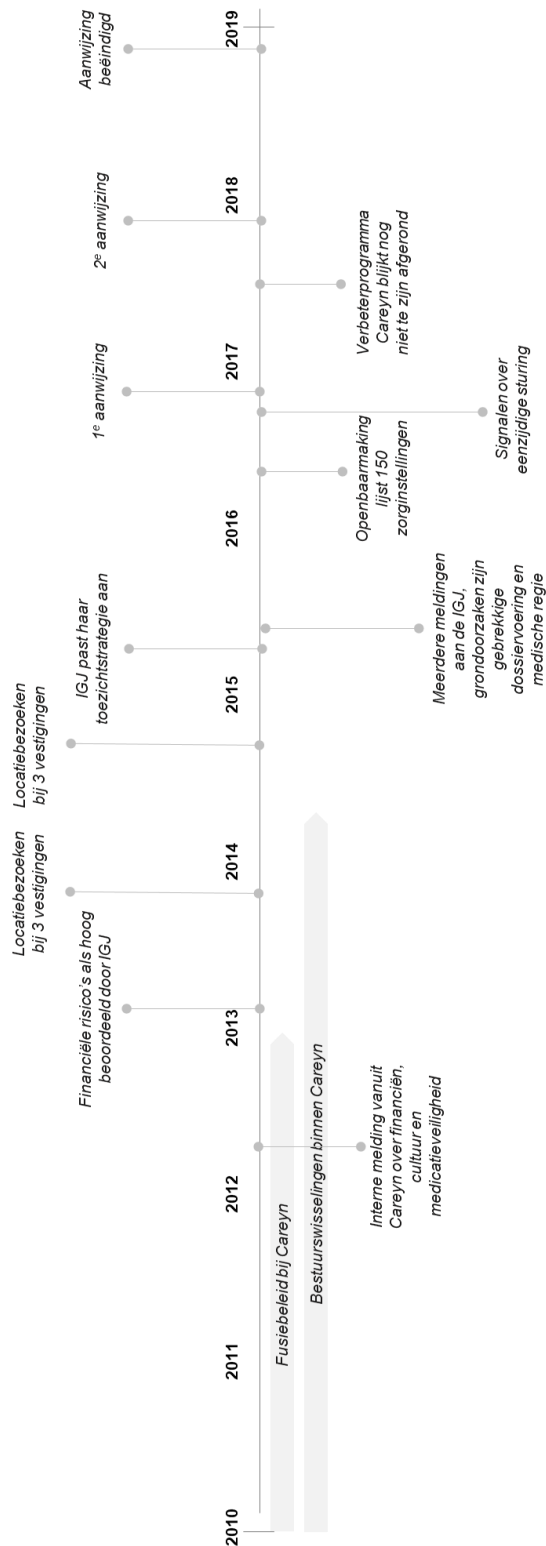 Locatiebezoeken
bij 3 vestigingen
Locatiebezoeken
bij 3 vestigingen
Financiële risico's als hoog
beoordeeld door IGJ
IGJ past haar
toezichtstrategie aan
1e aanwijzing
2e aanwijzing
Aanwijzing
beëindigd
2010
2011
2012
2013
2014
2015
2016
2017
2018
2019
Fusiebeleid bij Careyn
Bestuurswisselingen binnen Careyn
Interne melding vanuit
Careyn over financiën,
cultuur en
medicatieveiligheid
Meerdere meldingen
aan de IGJ,
grondoorzaken zijn
gebrekkige
dossiervoering en
medische regie
Openbaarmaking
lijst 150
zorginstellingen
Signalen over
eenzijdige sturing
Verbeterprogramma
Careyn blijkt nog
niet te zijn afgerond